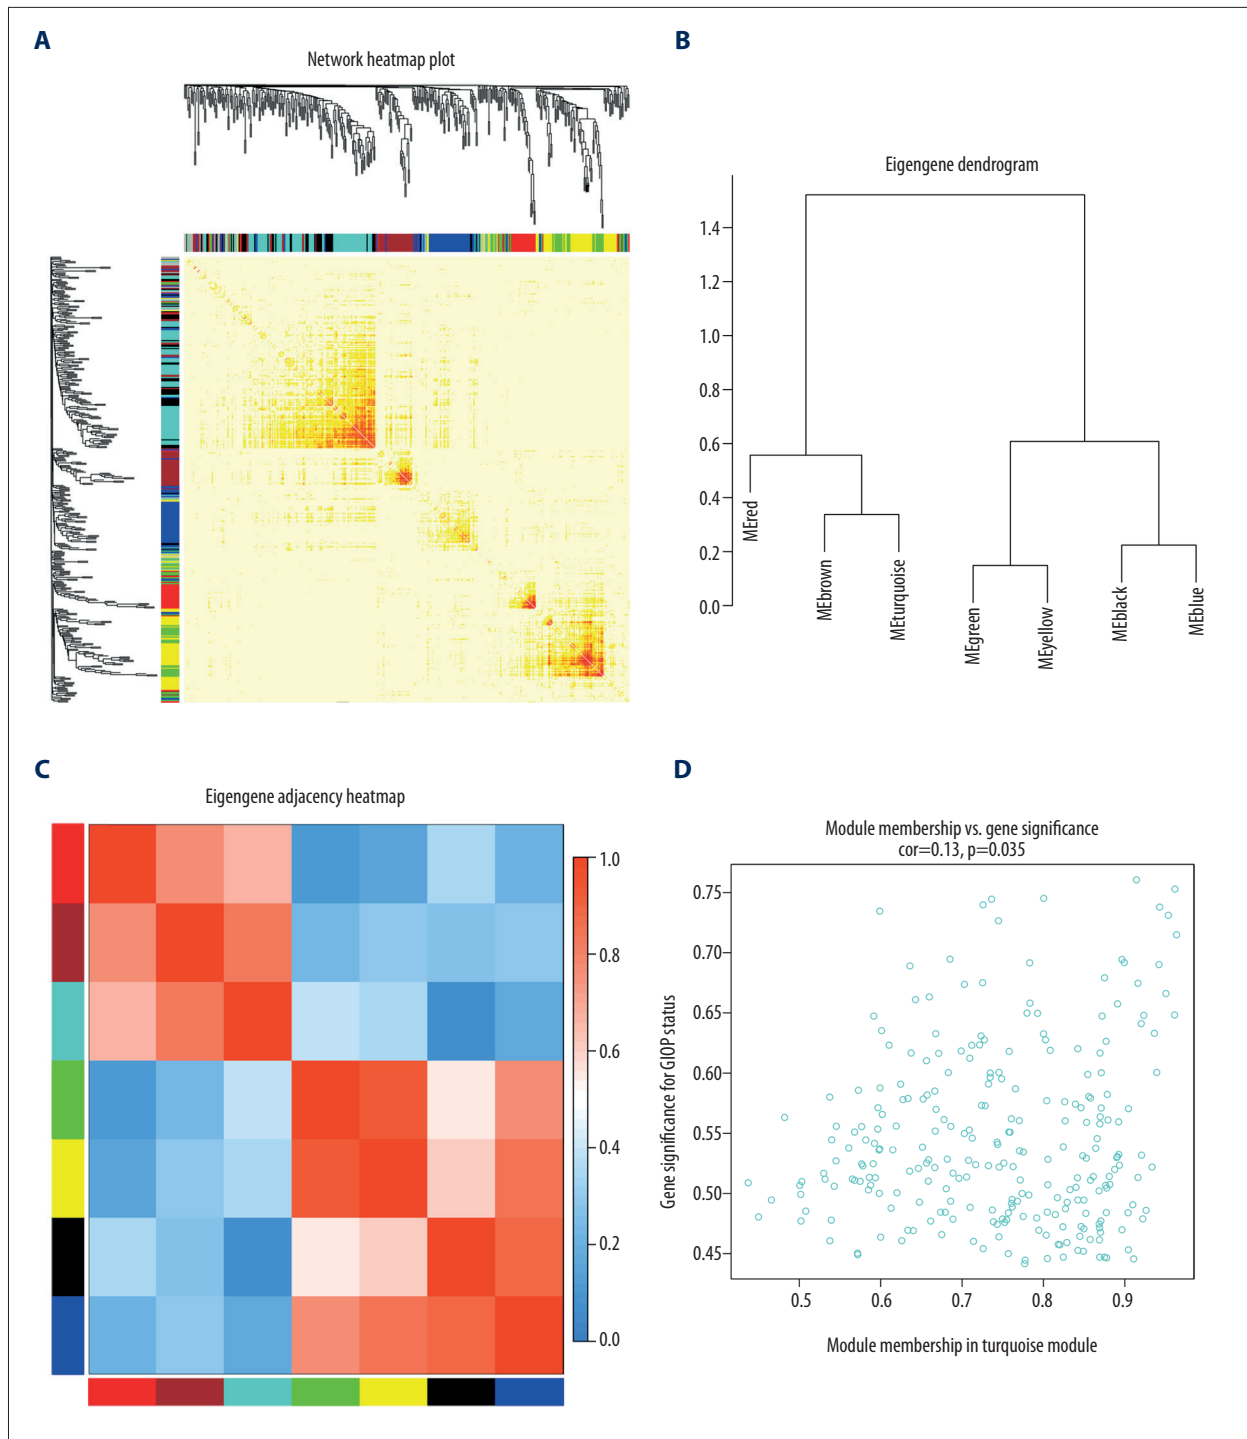 A
Network heatmap plot
B
Eigengene dendrogram
1.4
1.2
1.0
0.8
0.6
0.4
0.2
0.0
MEred
MEbrown
MEturquoise
MEgreen
MEyellow
MEblack
MEblue
C
Eigengene adjacency heatmap
1.0
0.8
0.6
0.4
0.2
0.0
D
Module membership vs. gene significance
cor=0.13, p=0.035
Gene significance for GIOP status
0.75
0.70
0.65
0.60
0.55
0.50
0.45
0.5 0.6 0.7 0.8 0.9
Module membership in turquoise module